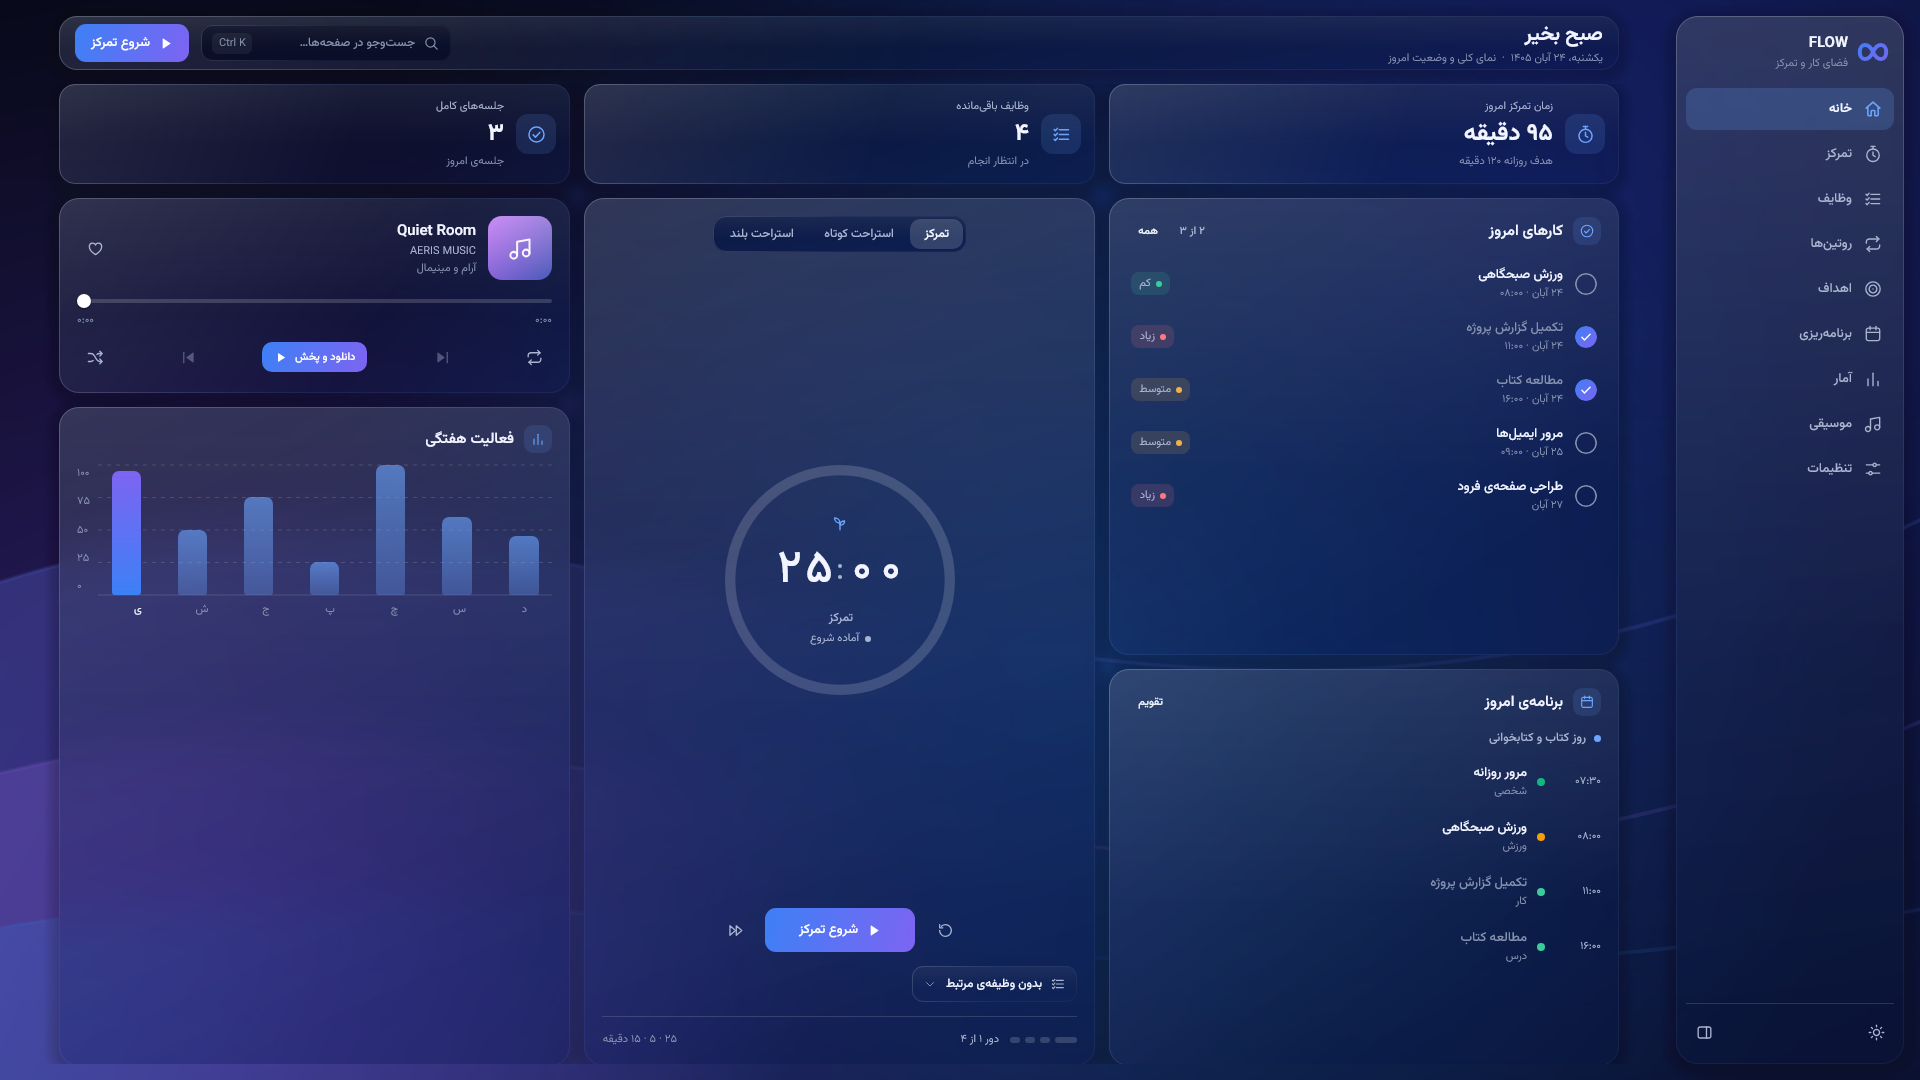 FLOW
فضای کار و تمرکز
خانه
تمرکز
وظایف
روتین‌ها
اهداف
برنامه‌ریزی
آمار
موسیقی
تنظیمات
صبح بخیر
یکشنبه، ۲۴ آبان ۱۴۰۵ · نمای کلی و وضعیت امروز
جست‌وجو در صفحه‌ها...
Ctrl K
شروع تمرکز
زمان تمرکز امروز
۹۵ دقیقه
هدف روزانه ۱۲۰ دقیقه
وظایف باقی‌مانده
۴
در انتظار انجام
جلسه‌های کامل
۳
جلسه‌ی امروز
کارهای امروز
۲ از ۳
همه
ورزش صبحگاهی
۲۴ آبان · ۰۸:۰۰
کم
تکمیل گزارش پروژه
۲۴ آبان · ۱۱:۰۰
زیاد
مطالعه کتاب
۲۴ آبان · ۱۶:۰۰
متوسط
مرور ایمیل‌ها
۲۵ آبان · ۰۹:۰۰
متوسط
طراحی صفحه‌ی فرود
۲۷ آبان
زیاد
برنامه‌ی امروز
تقویم
روز کتاب و کتابخوانی
۰۷:۳۰
مرور روزانه
شخصی
۰۸:۰۰
ورزش صبحگاهی
ورزش
۱۱:۰۰
تکمیل گزارش پروژه
کار
۱۶:۰۰
مطالعه کتاب
درس
تمرکز
استراحت کوتاه
استراحت بلند
۲۵:۰۰
تمرکز
آماده شروع
شروع تمرکز
بدون وظیفه‌ی مرتبط
دور ۱ از ۴
۲۵ · ۵ · ۱۵ دقیقه
Quiet Room
AERIS MUSIC
آرام و مینیمال
۰:۰۰
۰:۰۰
دانلود و پخش
فعالیت هفتگی
۱۰۰
۷۵
۵۰
۲۵
۰
د
س
چ
پ
ج
ش
ی